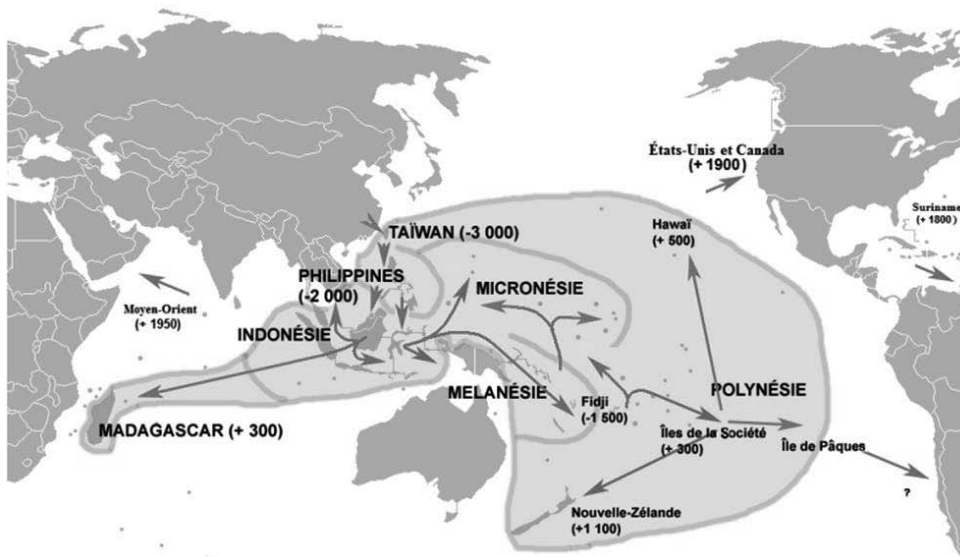 États-Unis et Canada
(+ 1900)
Suriname
(+ 1800)
Hawaï
(+ 500)
TAÏWAN (-3 000)
PHILIPPINES
(-2 000)
MICRONÉSIE
Moyen-Orient
(+ 1950)
INDONÉSIE
MELANÉSIE
Fidji
(-1 500)
POLYNÉSIE
MADAGASCAR (+ 300)
Îles de la Société
(+ 300)
Île de Pâques
?
Nouvelle-Zélande
(+1 100)